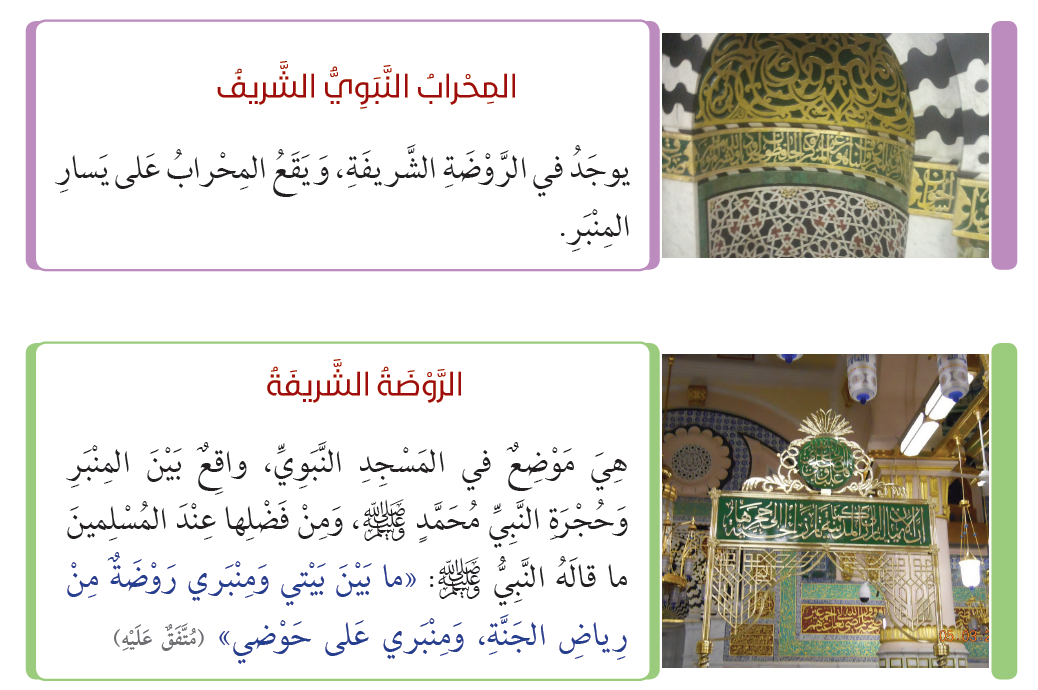 المِحْرابُ النَّبَوِيُّ الشَّريفُ
يوجَدُ في الرَّوْضَةِ الشَّريفَةِ، وَيَقَعُ المِحْرابُ عَلى يَسارِ
المِنْبَرِ.
الرَّوْضَةُ الشَّريفَةُ
هِيَ مَوْضِعٌ في المَسْجِدِ النَّبَوِيِّ، واقِعٌ بَيْنَ المِنْبَرِ
وَحُجْرَةِ النَّبِيِّ مُحَمَّدٍ ﷺ، وَمِنْ فَضْلِها عِنْدَ المُسْلِمينَ
ما قالَهُ النَّبِيُّ ﷺ: «ما بَيْنَ بَيْتي وَمِنْبَري رَوْضَةٌ مِنْ
رِياضِ الجَنَّةِ، وَمِنْبَري عَلى حَوْضي» (مُتَّفَقٌ عَلَيْهِ)